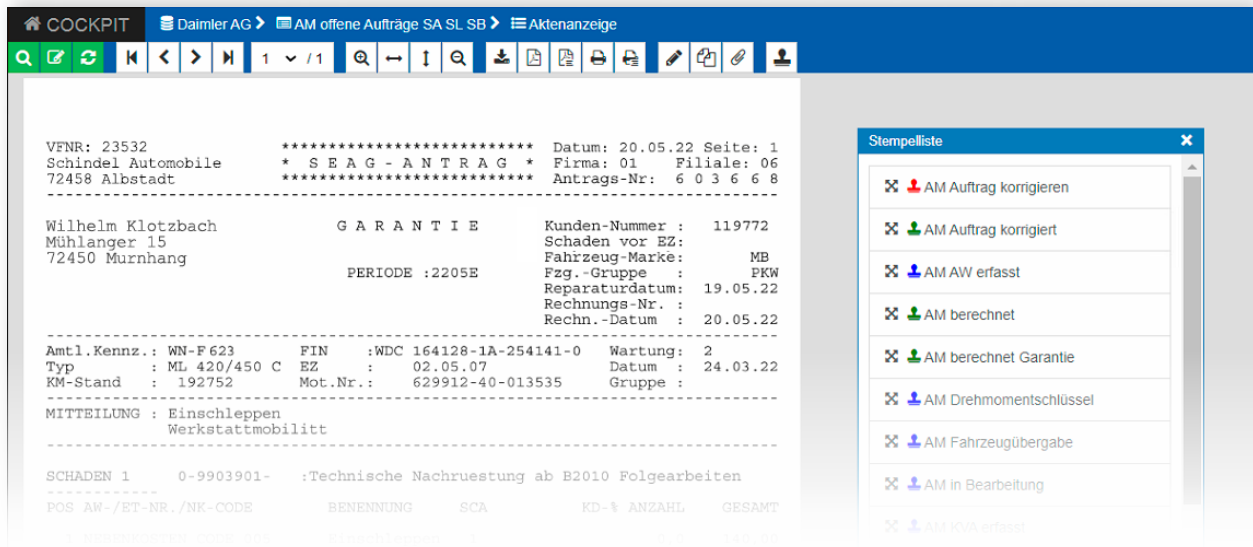 COCKPIT Daimler AG AM offene Aufträge SA SL SB Aktenanzeige
1 / 1
VFNR: 23532 *************************** Datum: 20.05.22 Seite: 1
Schindel Automobile * S E A G - A N T R A G * Firma: 01 Filiale: 06
72458 Albstadt *************************** Antrags-Nr: 6 0 3 6 6 8
Wilhelm Klotzbach G A R A N T I E Kunden-Nummer : 119772
Mühlanger 15 Schaden vor EZ:
72450 Murnhang Fahrzeug-Marke: MB
PERIODE :2205E Fzg.-Gruppe : PKW
Reparaturdatum: 19.05.22
Rechnungs-Nr. :
Rechn.-Datum : 20.05.22
Amtl.Kennz.: WN-F 623 FIN :WDC 164128-1A-254141-0 Wartung: 2
Typ : ML 420/450 C EZ : 02.05.07 Datum : 24.03.22
KM-Stand : 192752 Mot.Nr.: 629912-40-013535 Gruppe :
MITTEILUNG : Einschleppen
Werkstattmobilitt
SCHADEN 1 0-9903901- :Technische Nachruestung ab B2010 Folgearbeiten
POS AW-/ET-NR./NK-CODE BENENNUNG SCA KD-% ANZAHL GESAMT
1 NEBENKOSTEN CODE Einschleppen
Stempelliste
AM Auftrag korrigieren
AM Auftrag korrigiert
AM AW erfasst
AM berechnet
AM berechnet Garantie
AM Drehmomentschlüssel
AM Fahrzeugübergabe
AM in Bearbeitung
AM KVA erfasst